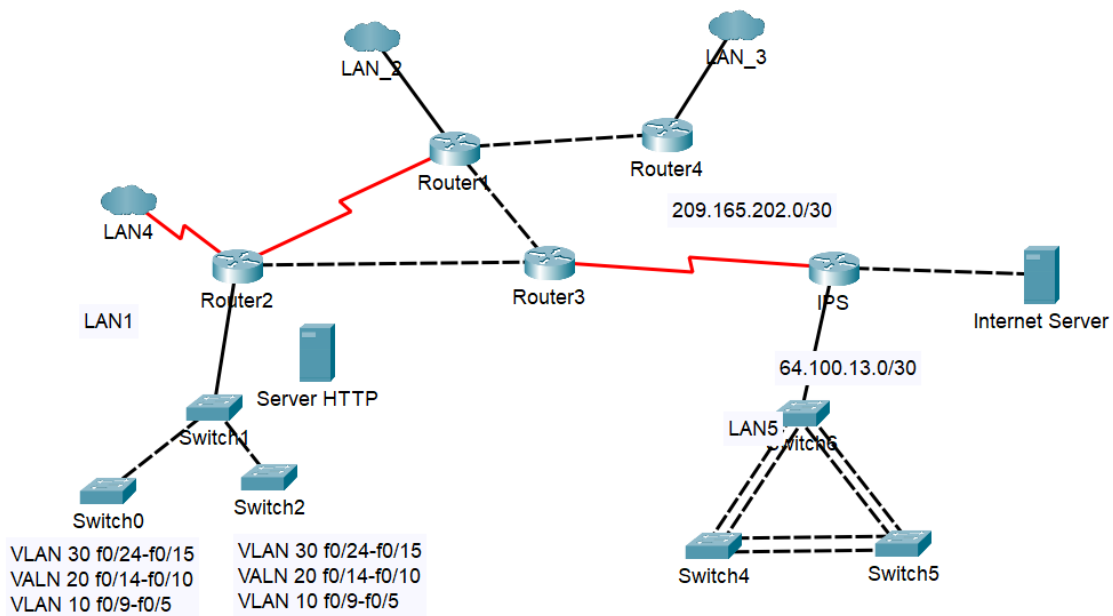 LAN_2
LAN_3
Router1
Router4
209.165.202.0/30
LAN4
Router2
Router3
IPS
Internet Server
LAN1
64.100.13.0/30
Server HTTP
Switch1
LAN5
Switch6
Switch0
Switch2
Switch4
Switch5
VLAN 30 f0/24-f0/15
VALN 20 f0/14-f0/10
VLAN 10 f0/9-f0/5
VLAN 30 f0/24-f0/15
VALN 20 f0/14-f0/10
VLAN 10 f0/9-f0/5